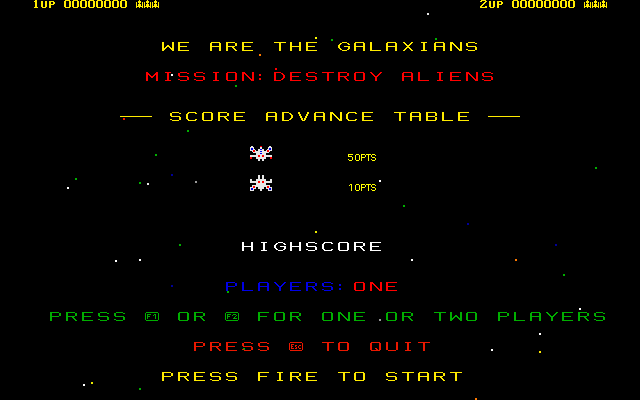 1UP 00000000 2UP 00000000
WE ARE THE GALAXIANS
MISSION: DESTROY ALIENS
SCORE ADVANCE TABLE
50PTS
10PTS
HIGHSCORE
PLAYERS: ONE
PRESS F1 OR F2 FOR ONE OR TWO PLAYERS
PRESS Esc TO QUIT
PRESS FIRE TO START